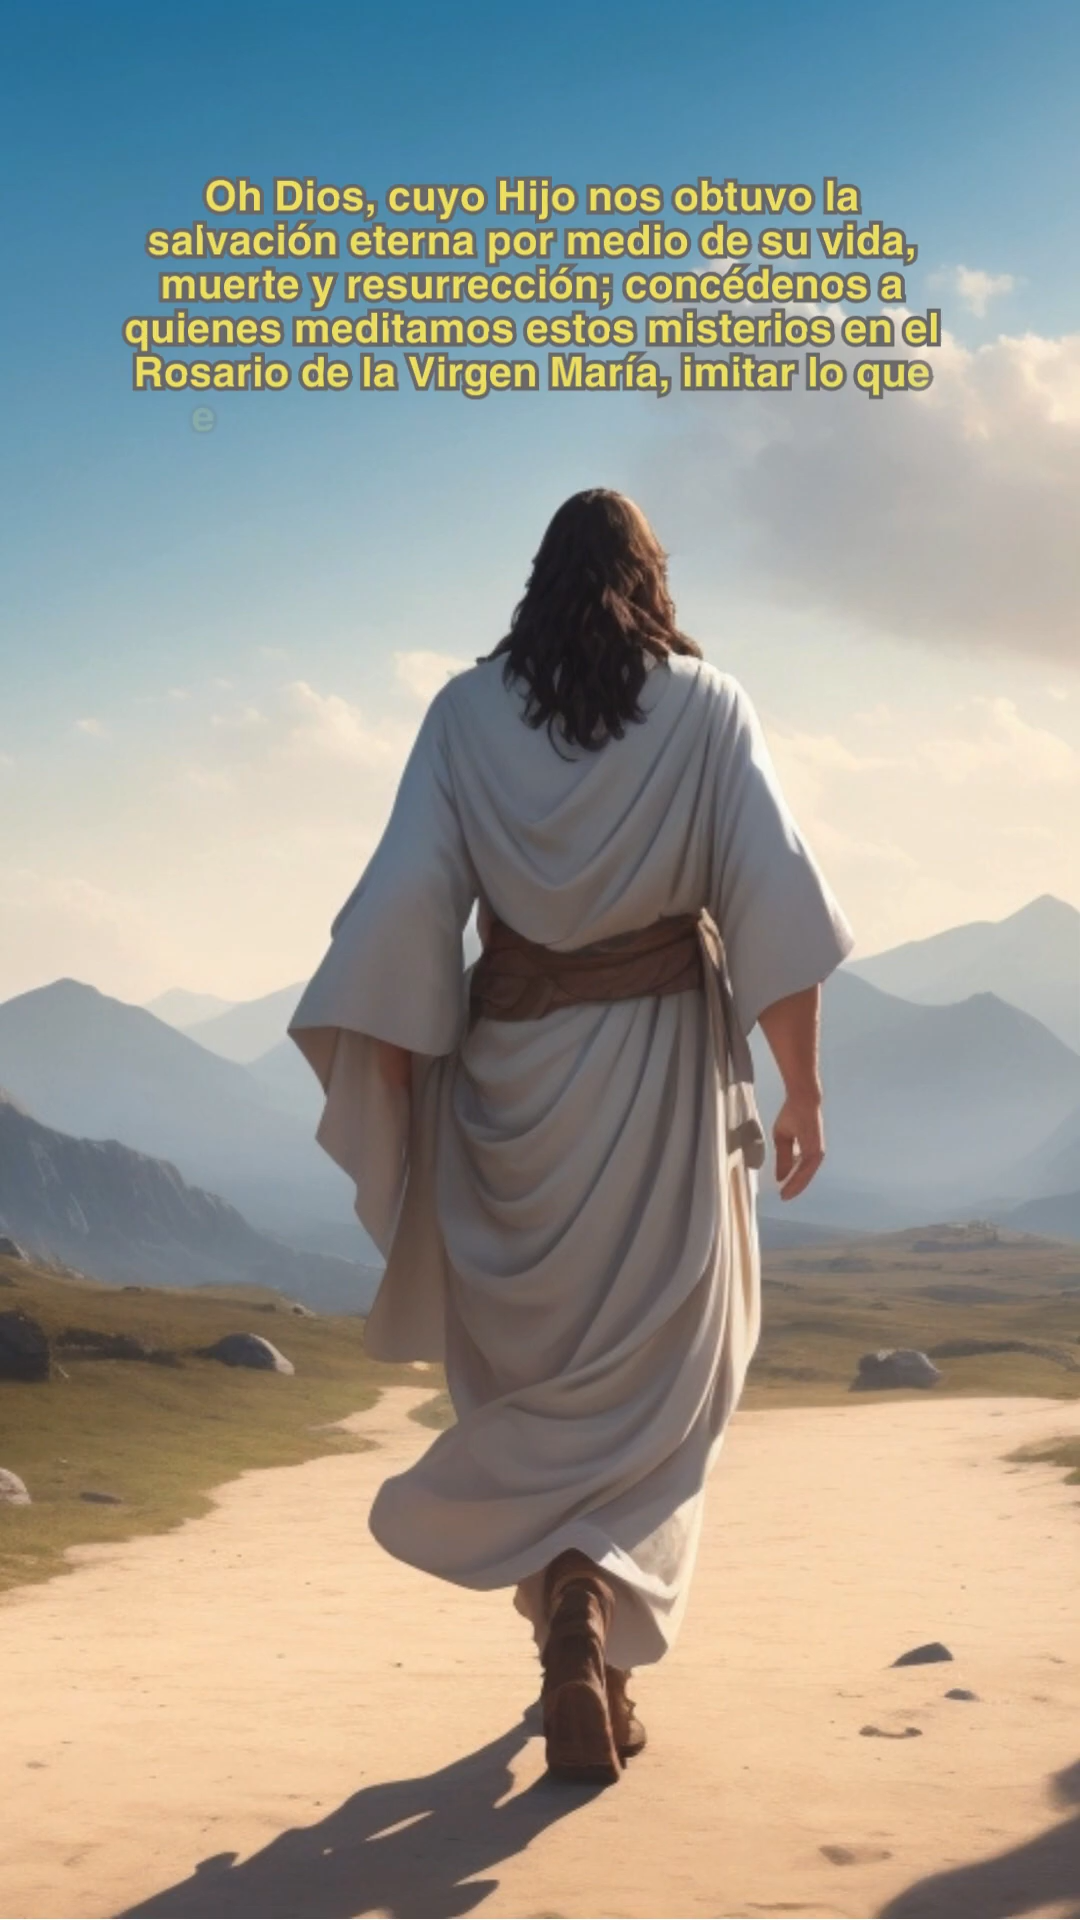 Oh Dios, cuyo Hijo nos obtuvo la
salvación eterna por medio de su vida,
muerte y resurrección; concédenos a
quienes meditamos estos misterios en el
Rosario de la Virgen María, imitar lo que
e